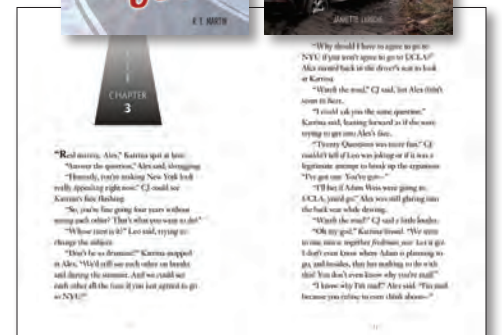 R. T. MARTIN
JANETTE LAROCHE
CHAPTER
3
"Real mature, Alex," Katrina spat at him.
"Answer the question," Alex said, shrugging.
"Honestly, you're making New York look
really appealing right now." CJ could see
Katrina's face flushing.
"So, you're fine going four years without
seeing each other? That's what you want to do?"
"Whose turn is it?" Leo said, trying to
change the subject.
"Don't be so dramatic!" Katrina snapped
at Alex, "We'd still see each other on breaks
and during the summer. And we could see
each other all the time if you just agreed to go
to NYU!"
"Why should I have to agree to go to
NYU if you won't agree to go to UCLA?"
Alex turned back in the driver's seat to look
at Katrina.
"Watch the road," CJ said, but Alex didn't
seem to hear.
"I could ask you the same question,"
Katrina said, leaning forward as if she were
trying to get into Alex's face.
"Twenty Questions was more fun." CJ
couldn't tell if Leo was joking or if it was a
legitimate attempt to break up the argument.
"I've got one. You've got—"
"I'll bet if Adam Wess were going to
UCLA, you'd go." Alex was still glaring into
the back seat while driving.
"Watch the road!" CJ said a little louder.
"Oh my god," Katrina fumed. "We went
to one movie together freshman year. Let it go.
I don't even know where Adam is planning to
go, and besides, that has nothing to do with
this! You don't even know why you're mad!"
"I know why I'm mad!" Alex said. "I'm mad
because you refuse to even think about—"